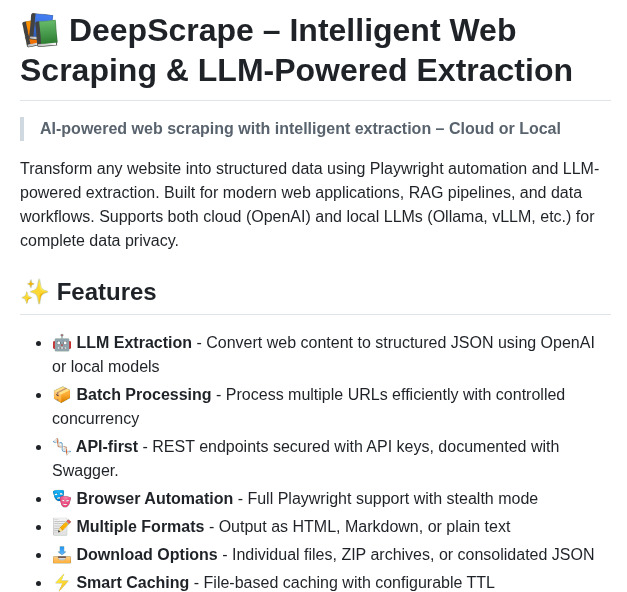 📚 DeepScrape – Intelligent Web
Scraping & LLM-Powered Extraction
AI-powered web scraping with intelligent extraction – Cloud or Local
Transform any website into structured data using Playwright automation and LLM-
powered extraction. Built for modern web applications, RAG pipelines, and data
workflows. Supports both cloud (OpenAI) and local LLMs (Ollama, vLLM, etc.) for
complete data privacy.
✨ Features
• 🤖 LLM Extraction - Convert web content to structured JSON using OpenAI
or local models
• 📦 Batch Processing - Process multiple URLs efficiently with controlled
concurrency
• 🧬 API-first - REST endpoints secured with API keys, documented with
Swagger.
• 🎭 Browser Automation - Full Playwright support with stealth mode
• 📝 Multiple Formats - Output as HTML, Markdown, or plain text
• 📥 Download Options - Individual files, ZIP archives, or consolidated JSON
• ⚡ Smart Caching - File-based caching with configurable TTL